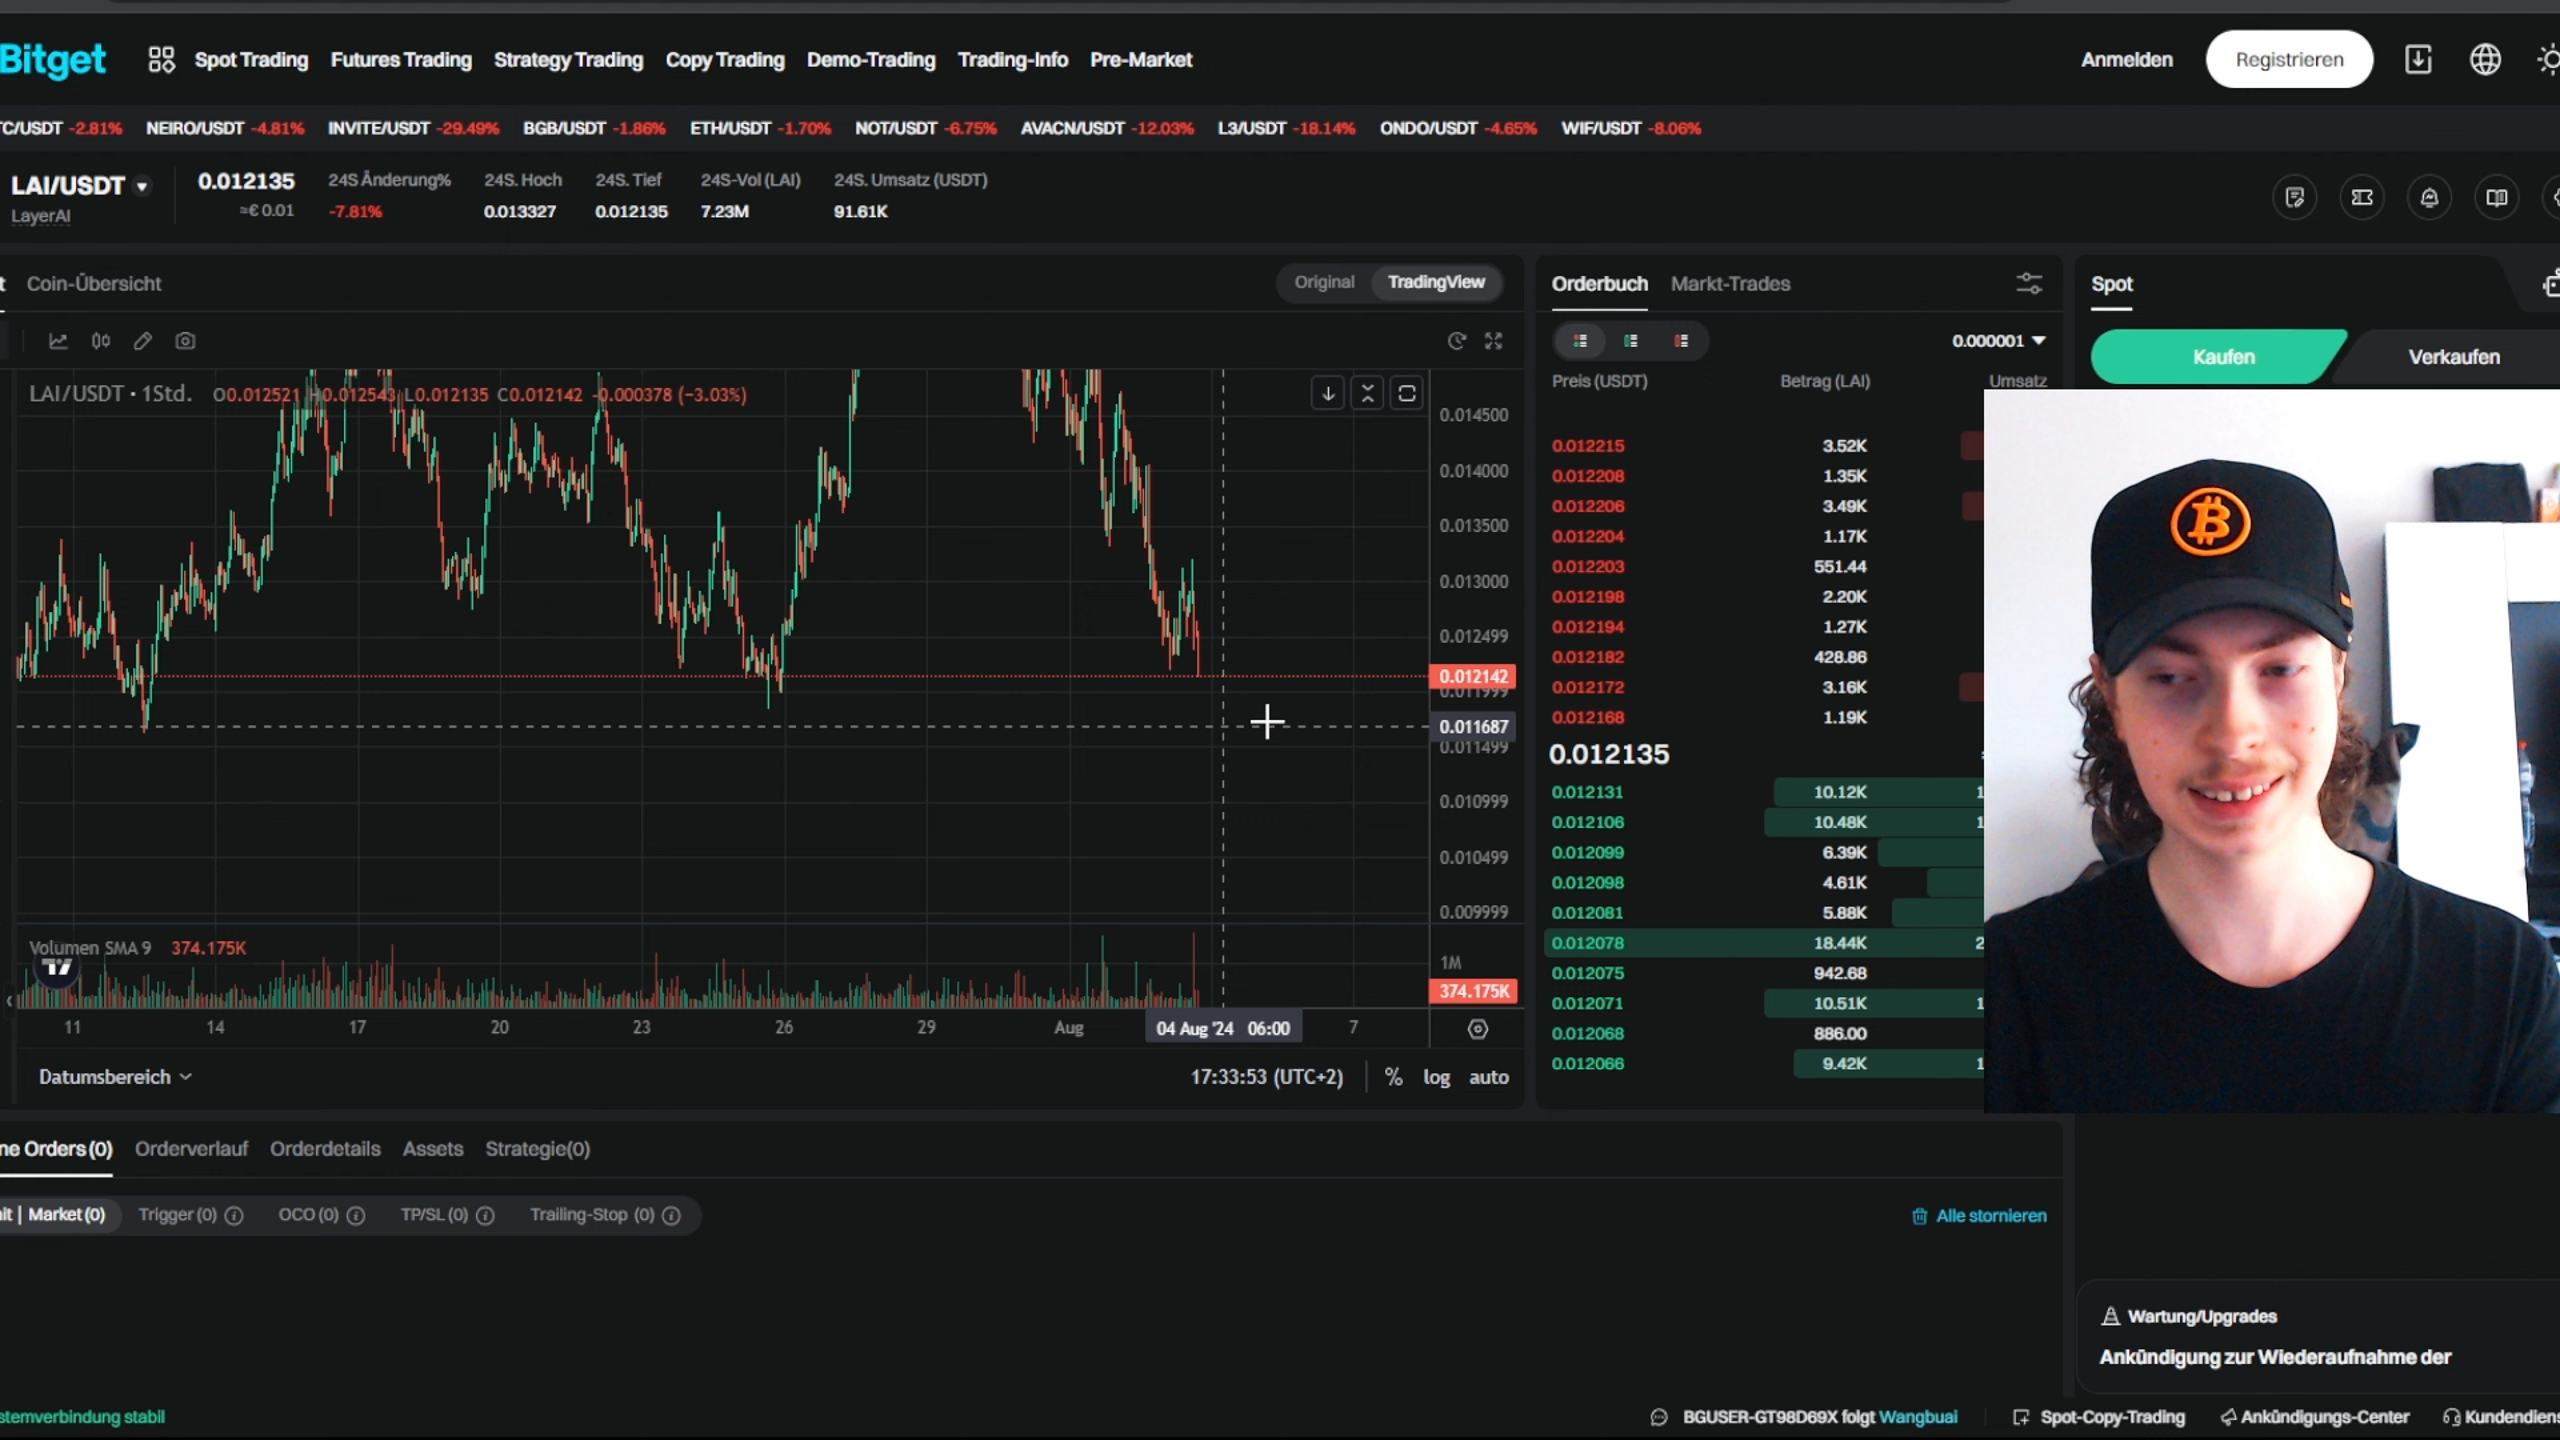 Bitget Spot Trading Futures Trading Strategy Trading Copy Trading Demo-Trading Trading-Info Pre-Market Anmelden Registrieren
TC/USDT -2.81% NEIRO/USDT -4.81% INVITE/USDT -29.49% BGB/USDT -1.86% ETH/USDT -1.70% NOT/USDT -6.75% AVACN/USDT -12.03% L3/USDT -18.14% ONDO/USDT -4.65% WIF/USDT -8.06%
LAI/USDT 0.012135 24S Änderung% 24S. Hoch 24S. Tief 24S-Vol (LAI) 24S. Umsatz (USDT)
LayerAI ≈€ 0.01 -7.81% 0.013327 0.012135 7.23M 91.61K
Coin-Übersicht Original TradingView
LAI/USDT · 1Std. O0.012521 H0.012543 L0.012135 C0.012142 -0.000378 (−3.03%)
0.014500
0.014000
0.013500
0.013000
0.012499
0.012142
0.011999
0.011687
0.011499
0.010999
0.010499
0.009999
Volumen SMA 9 374.175K
1M
374.175K
11 14 17 20 23 26 29 Aug 04 Aug '24 06:00 7
Datumsbereich 17:33:53 (UTC+2) % log auto
Orderbuch Markt-Trades
0.000001
Preis (USDT) Betrag (LAI) Umsatz
0.012215 3.52K
0.012208 1.35K
0.012206 3.49K
0.012204 1.17K
0.012203 551.44
0.012198 2.20K
0.012194 1.27K
0.012182 428.86
0.012172 3.16K
0.012168 1.19K
0.012135
0.012131 10.12K 1
0.012106 10.48K 1
0.012099 6.39K
0.012098 4.61K
0.012081 5.88K
0.012078 18.44K 2
0.012075 942.68
0.012071 10.51K 1
0.012068 886.00
0.012066 9.42K 1
Spot
Kaufen Verkaufen
ne Orders (0) Orderverlauf Orderdetails Assets Strategie(0)
it | Market (0) Trigger (0) OCO (0) TP/SL (0) Trailing-Stop (0) Alle stornieren
Wartung/Upgrades
Ankündigung zur Wiederaufnahme der
stemverbindung stabil BGUSER-GT98D69X folgt Wangbuai Spot-Copy-Trading Ankündigungs-Center Kundendiens